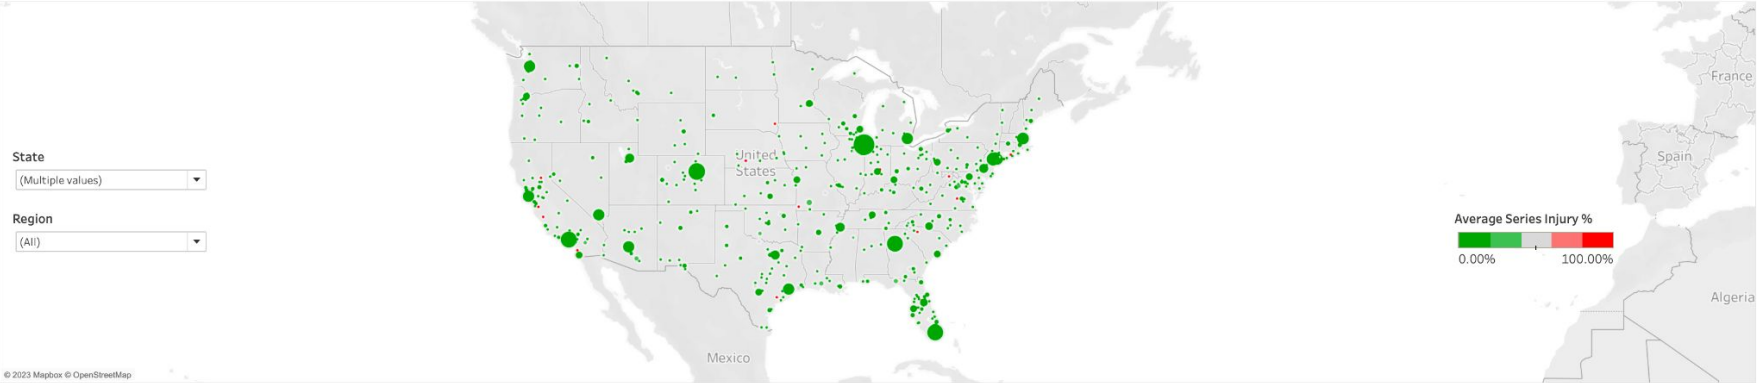 State
(Multiple values)
Region
(All)
United
States
Mexico
France
Spain
Algeria
Average Series Injury %
0.00%
100.00%
© 2023 Mapbox © OpenStreetMap